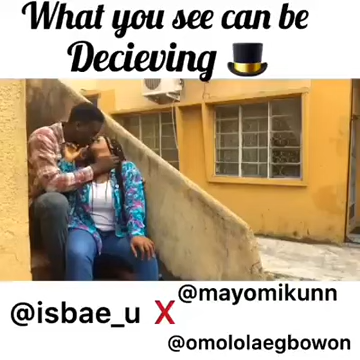 What you see can be
Decieving 🎩
@mayomikunn
@isbae_u X
@omololaegbowon